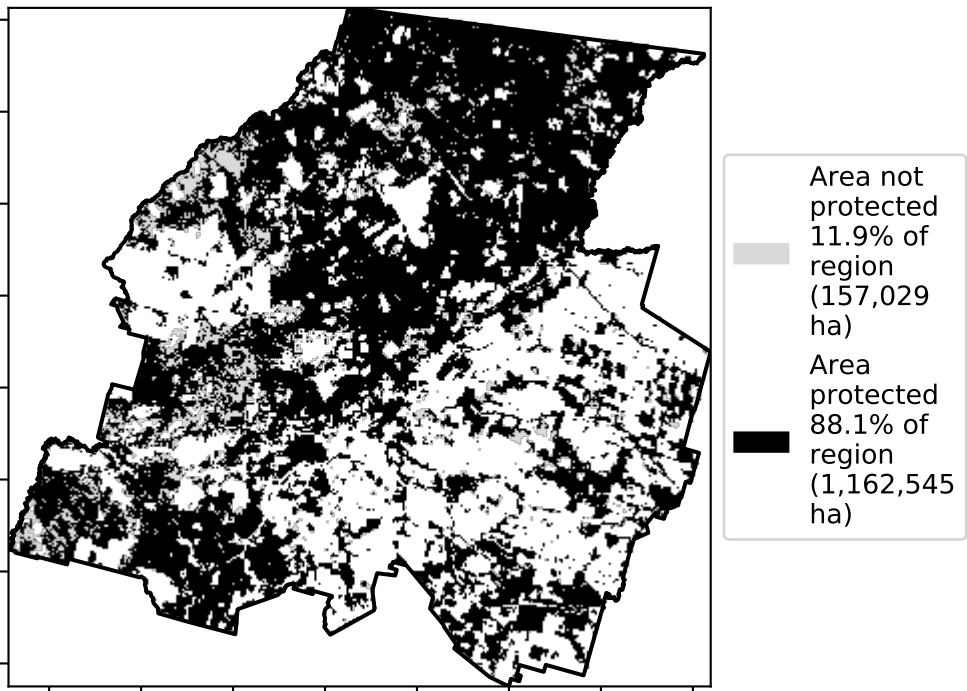 Area not
protected
11.9% of
region
(157,029
ha)
Area
protected
88.1% of
region
(1,162,545
ha)